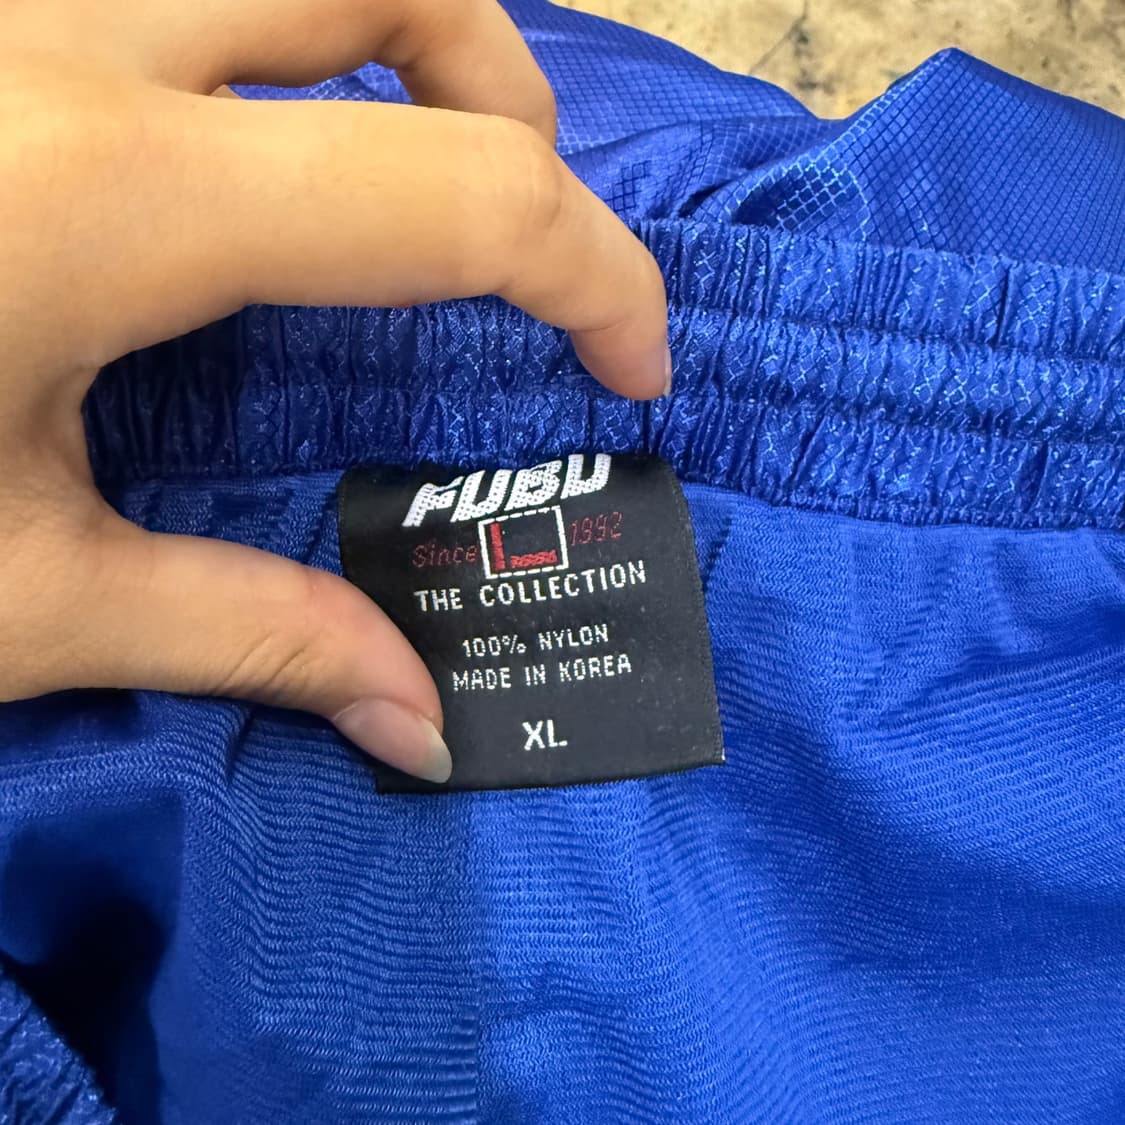 FUBU
Since 1992
THE COLLECTION
100% NYLON
MADE IN KOREA
XL